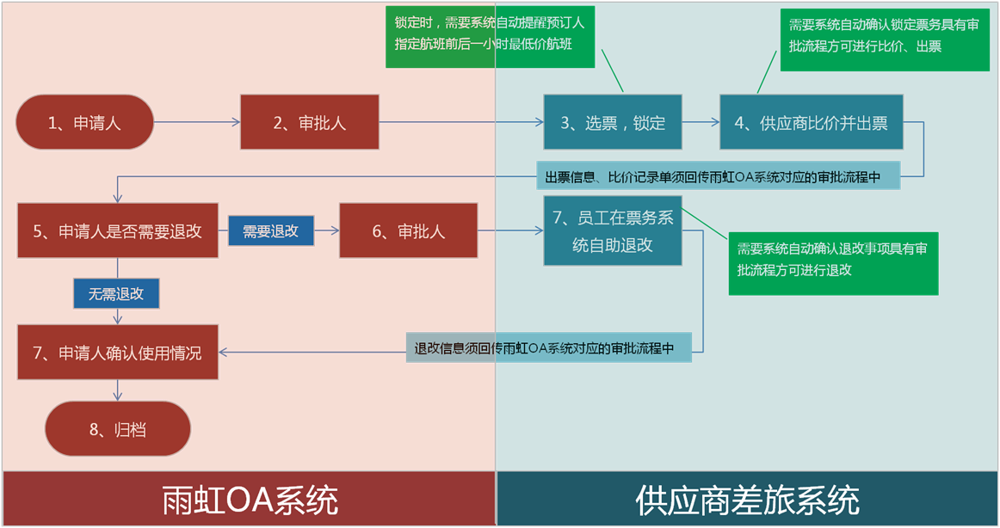 锁定时，需要系统自动提醒预订人
指定航班前后一小时最低价航班
需要系统自动确认锁定票务具有审
批流程方可进行比价、出票
1、申请人
2、审批人
3、选票，锁定
4、供应商比价并出票
出票信息、比价记录单须回传雨虹OA系统对应的审批流程中
5、申请人是否需要退改
需要退改
6、审批人
7、员工在票务系
统自助退改
需要系统自动确认退改事项具有审
批流程方可进行退改
无需退改
7、申请人确认使用情况
退改信息须回传雨虹OA系统对应的审批流程中
8、归档
雨虹OA系统
供应商差旅系统